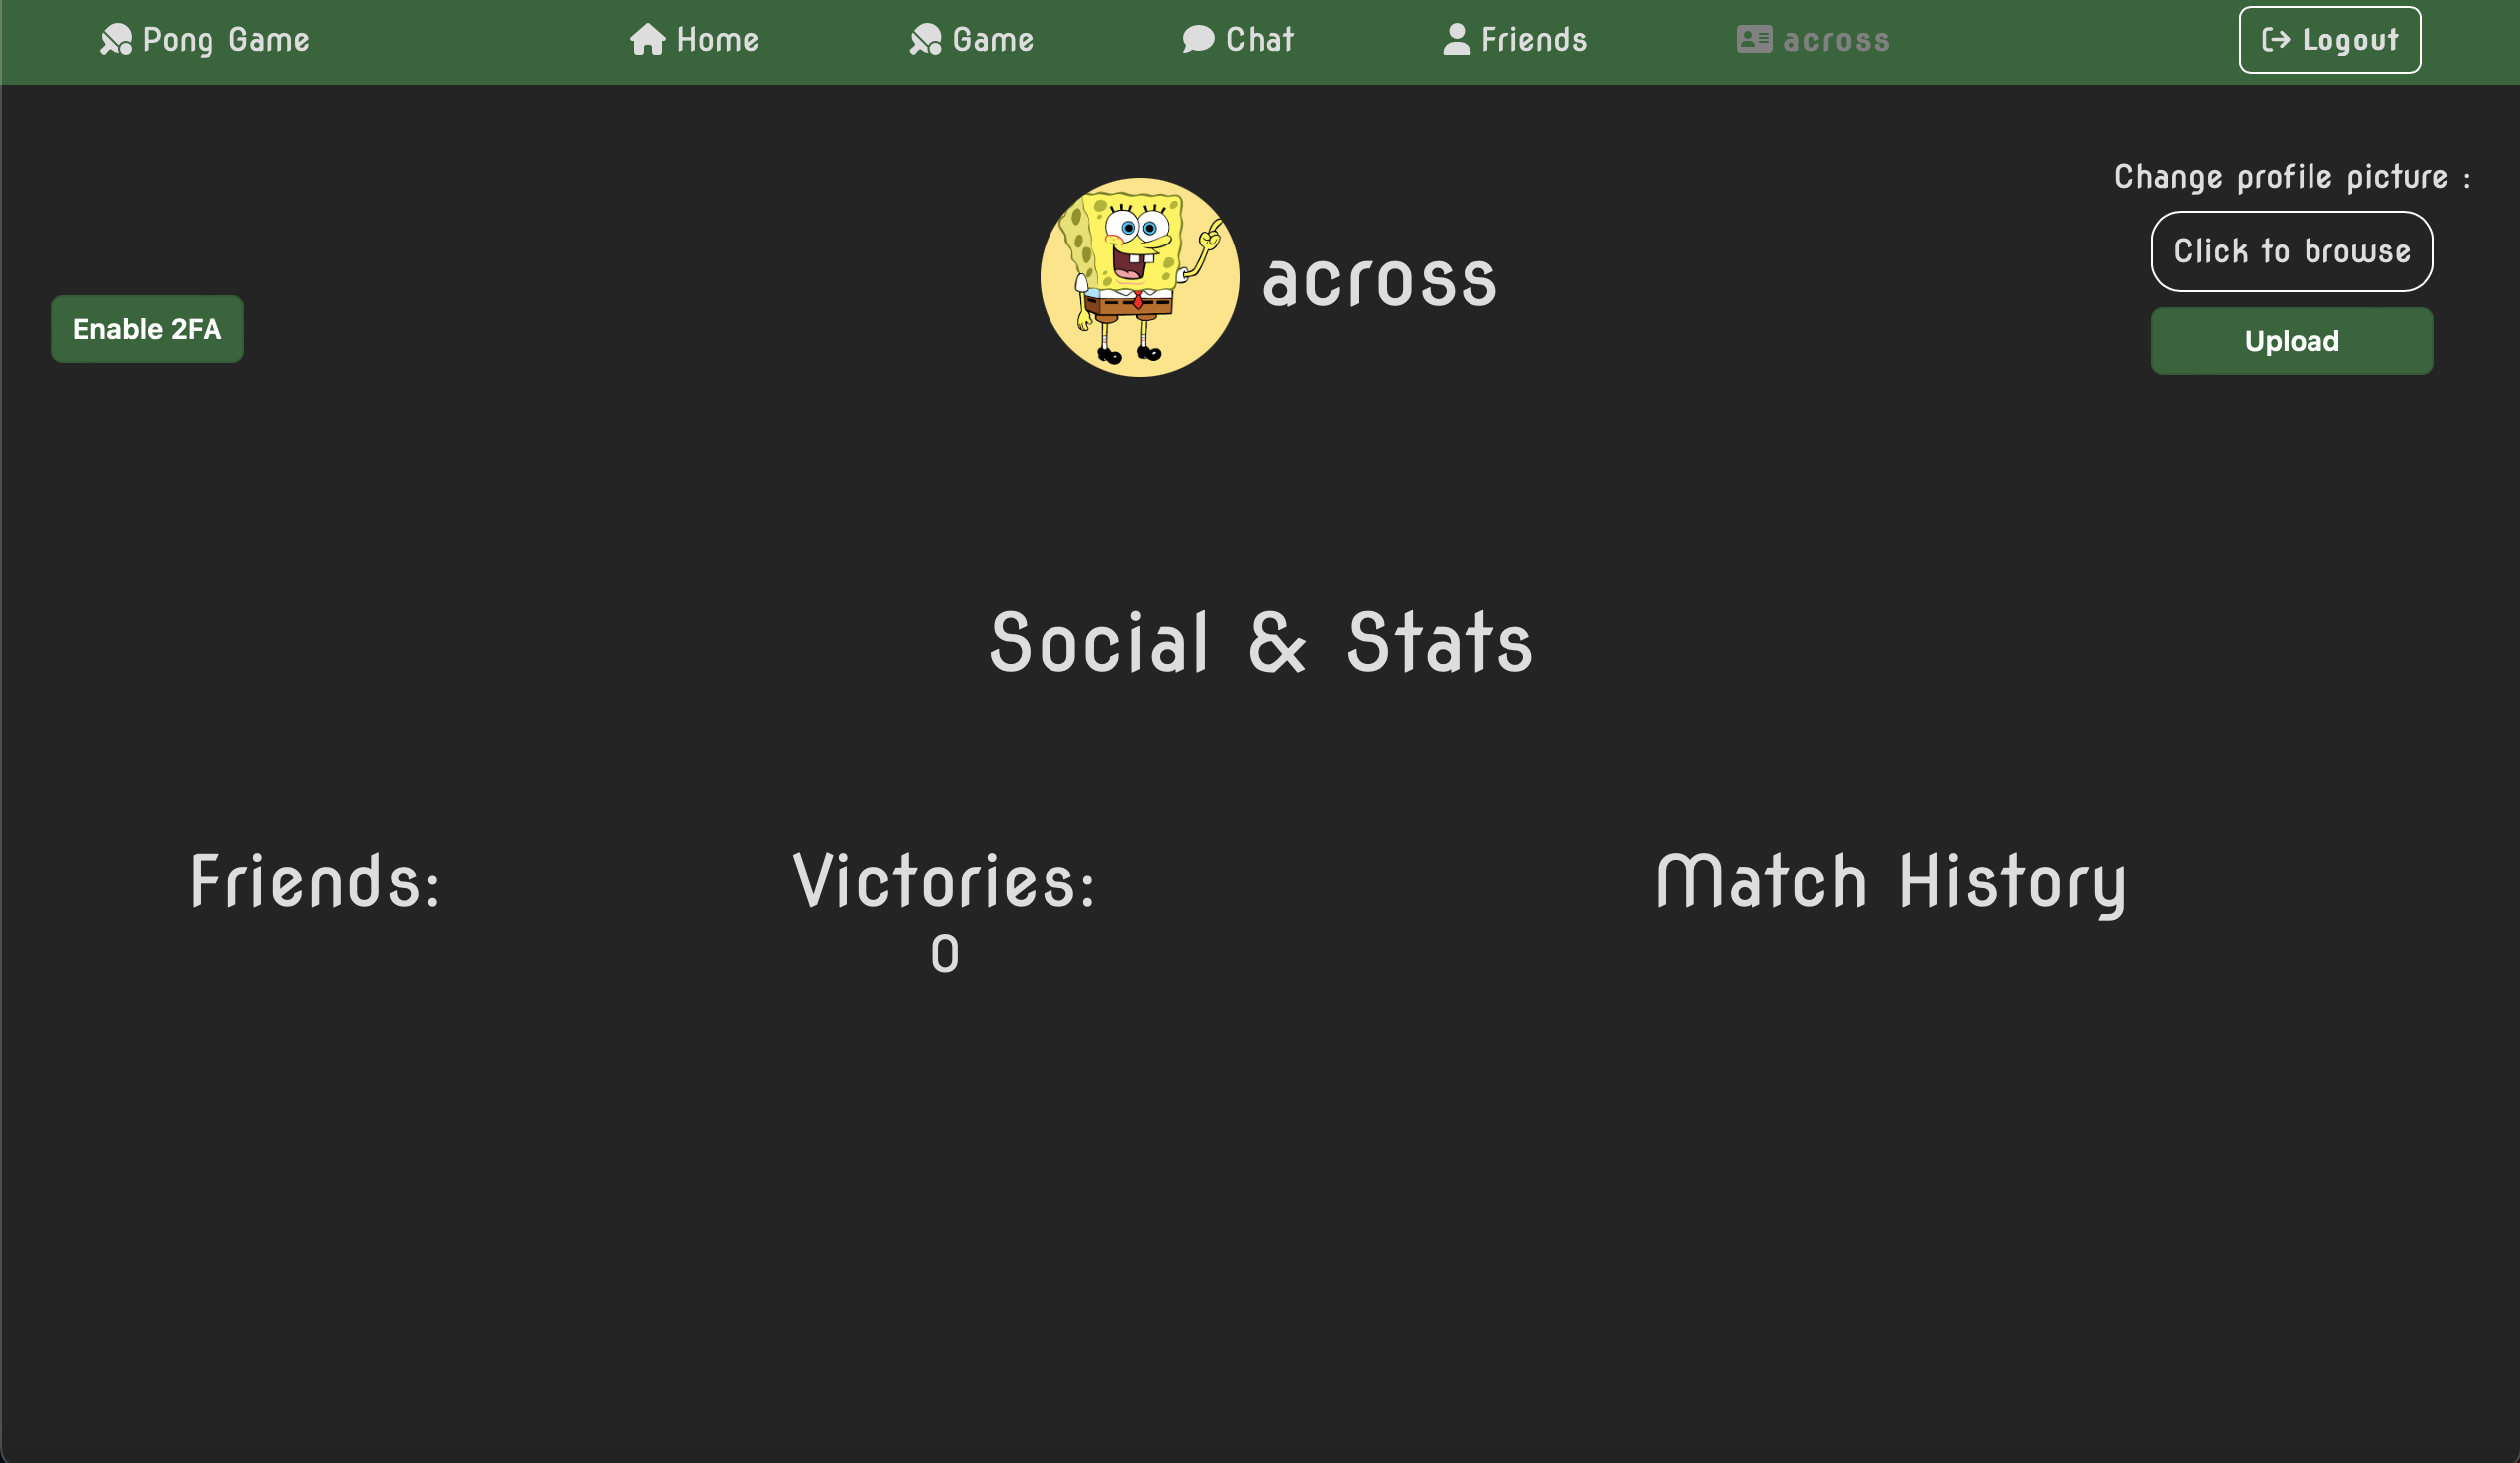 Pong Game Home Game Chat Friends across Logout
Change profile picture :
Click to browse
across
Enable 2FA
Upload
Social & Stats
Friends: Victories: Match History
0